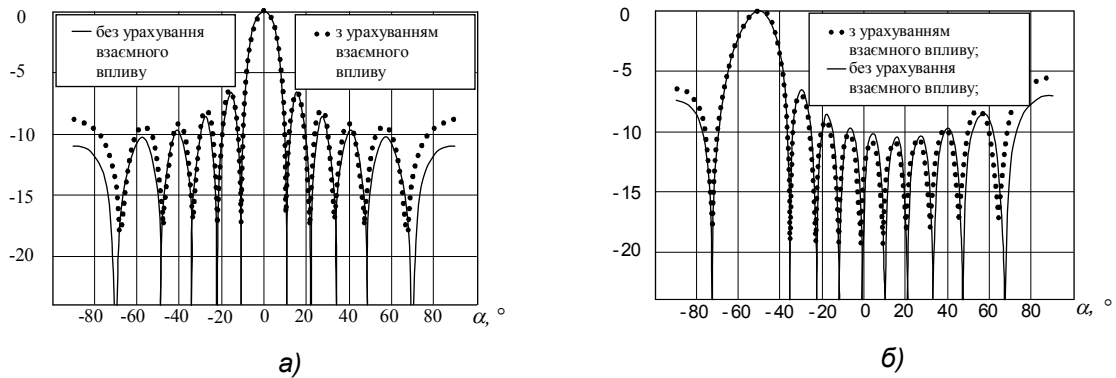 0
-5
-10
-15
-20
без урахування
взаємного
впливу
з урахуванням
взаємного
впливу
-80 -60 -40 -20 0 20 40 60 80 α, °
а)
0
-5
-10
-15
-20
з урахуванням
взаємного впливу;
без урахування
взаємного впливу;
-80 -60 -40 -20 0 20 40 60 80 α, °
б)